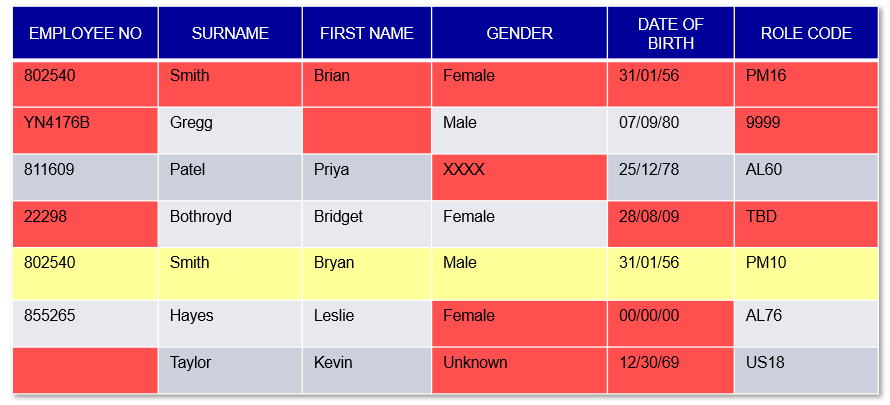 EMPLOYEE NO SURNAME FIRST NAME GENDER DATE OF BIRTH ROLE CODE
802540 Smith Brian Female 31/01/56 PM16
YN4176B Gregg Male 07/09/80 9999
811609 Patel Priya XXXX 25/12/78 AL60
22298 Bothroyd Bridget Female 28/08/09 TBD
802540 Smith Bryan Male 31/01/56 PM10
855265 Hayes Leslie Female 00/00/00 AL76
Taylor Kevin Unknown 12/30/69 US18